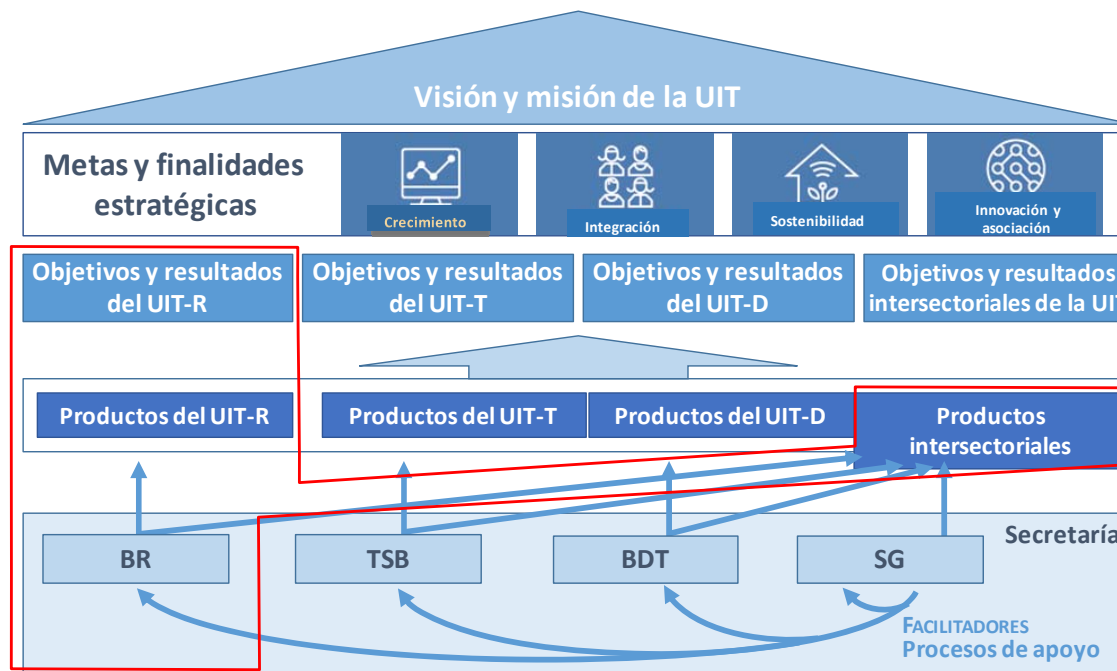 Visión y misión de la UIT
Metas y finalidades
estratégicas
Crecimiento
Integración
Sostenibilidad
Innovación y
asociación
Objetivos y resultados
del UIT-R
Objetivos y resultados
del UIT-T
Objetivos y resultados
del UIT-D
Objetivos y resultados
intersectoriales de la UIT
Productos del UIT-R
Productos del UIT-T
Productos del UIT-D
Productos
intersectoriales
Secretaría
BR
TSB
BDT
SG
FACILITADORES
Procesos de apoyo